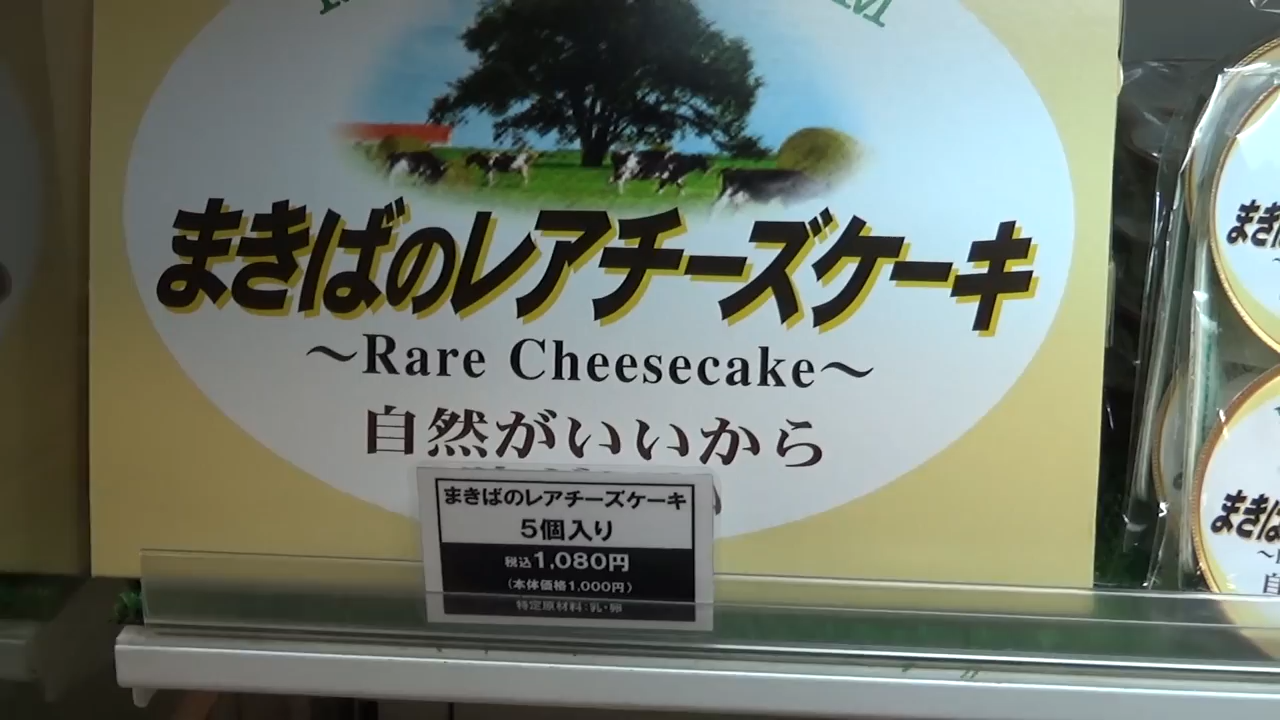 まきばのレアチーズケーキ
～Rare Cheesecake～
自然がいいから
まきばのレアチーズケーキ
5個入り
税込1,080円
(本体価格1,000円)
特定原材料:乳・卵
まきば
まきば
自